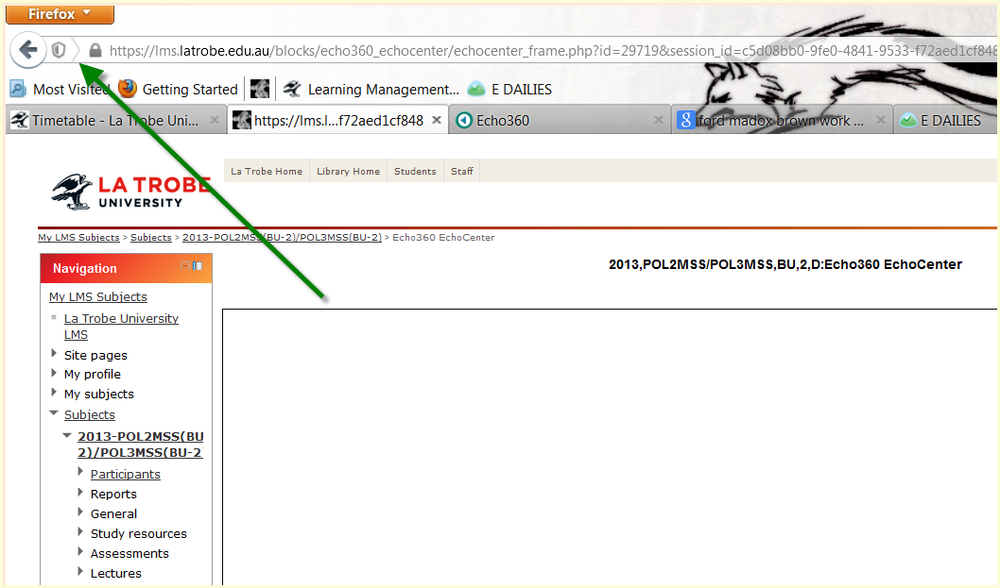 Firefox
https://lms.latrobe.edu.au/blocks/echo360_echocenter/echocenter_frame.php?id=29719&session_id=c5d08bb0-9fe0-4841-9533-f72aed1cf848
Most Visited Getting Started Learning Management... E DAILIES
Timetable - La Trobe Uni... × https://lms.l...f72aed1cf848 × Echo360 × 8 ford madox brown work ... × E DAILIES
La Trobe Home Library Home Students Staff
LA TROBE
UNIVERSITY
My LMS Subjects > Subjects > 2013-POL2MSS(BU-2)/POL3MSS(BU-2) > Echo360 EchoCenter
Navigation
2013,POL2MSS/POL3MSS,BU,2,D:Echo360 EchoCenter
My LMS Subjects
La Trobe University
LMS
Site pages
My profile
My subjects
Subjects
2013-POL2MSS(BU
2)/POL3MSS(BU-2
Participants
Reports
General
Study resources
Assessments
Lectures